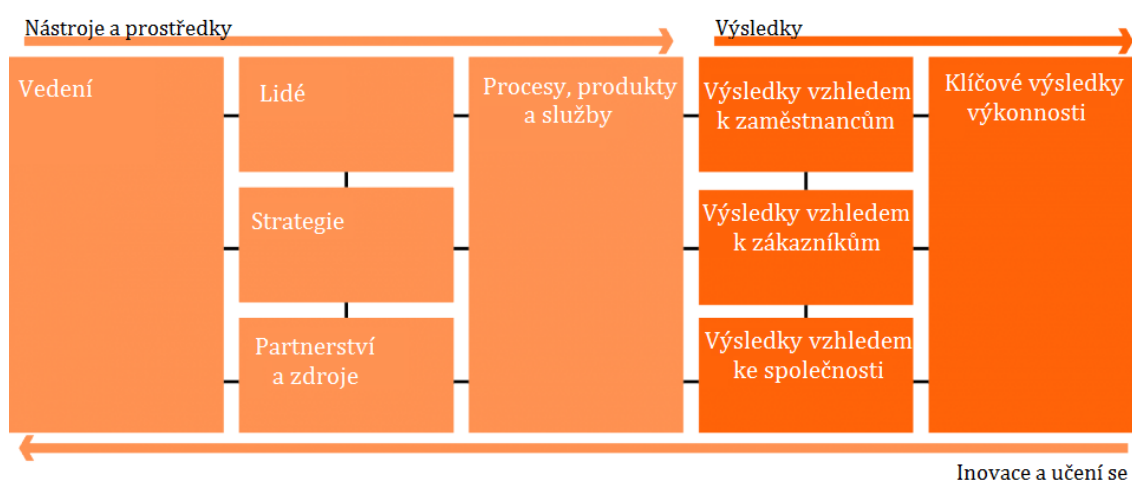 Nástroje a prostředky
Výsledky
Vedení
Lidé
Strategie
Partnerství
a zdroje
Procesy, produkty
a služby
Výsledky vzhledem
k zaměstnancům
Výsledky vzhledem
k zákazníkům
Výsledky vzhledem
ke společnosti
Klíčové výsledky
výkonnosti
Inovace a učení se